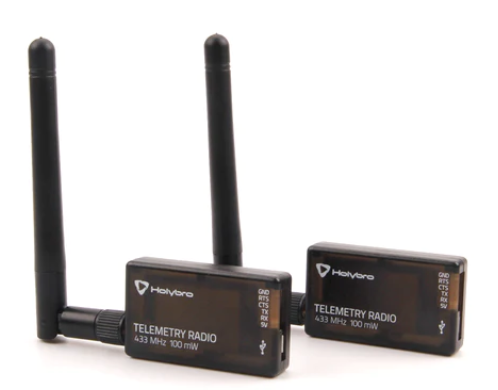 Holybro
TELEMETRY RADIO
433 MHz 100 mW
GND
RTS
CTS
TX
RX
5V
Holybro
TELEMETRY RADIO
433 MHz 100 mW
GND
RTS
CTS
TX
RX
5V